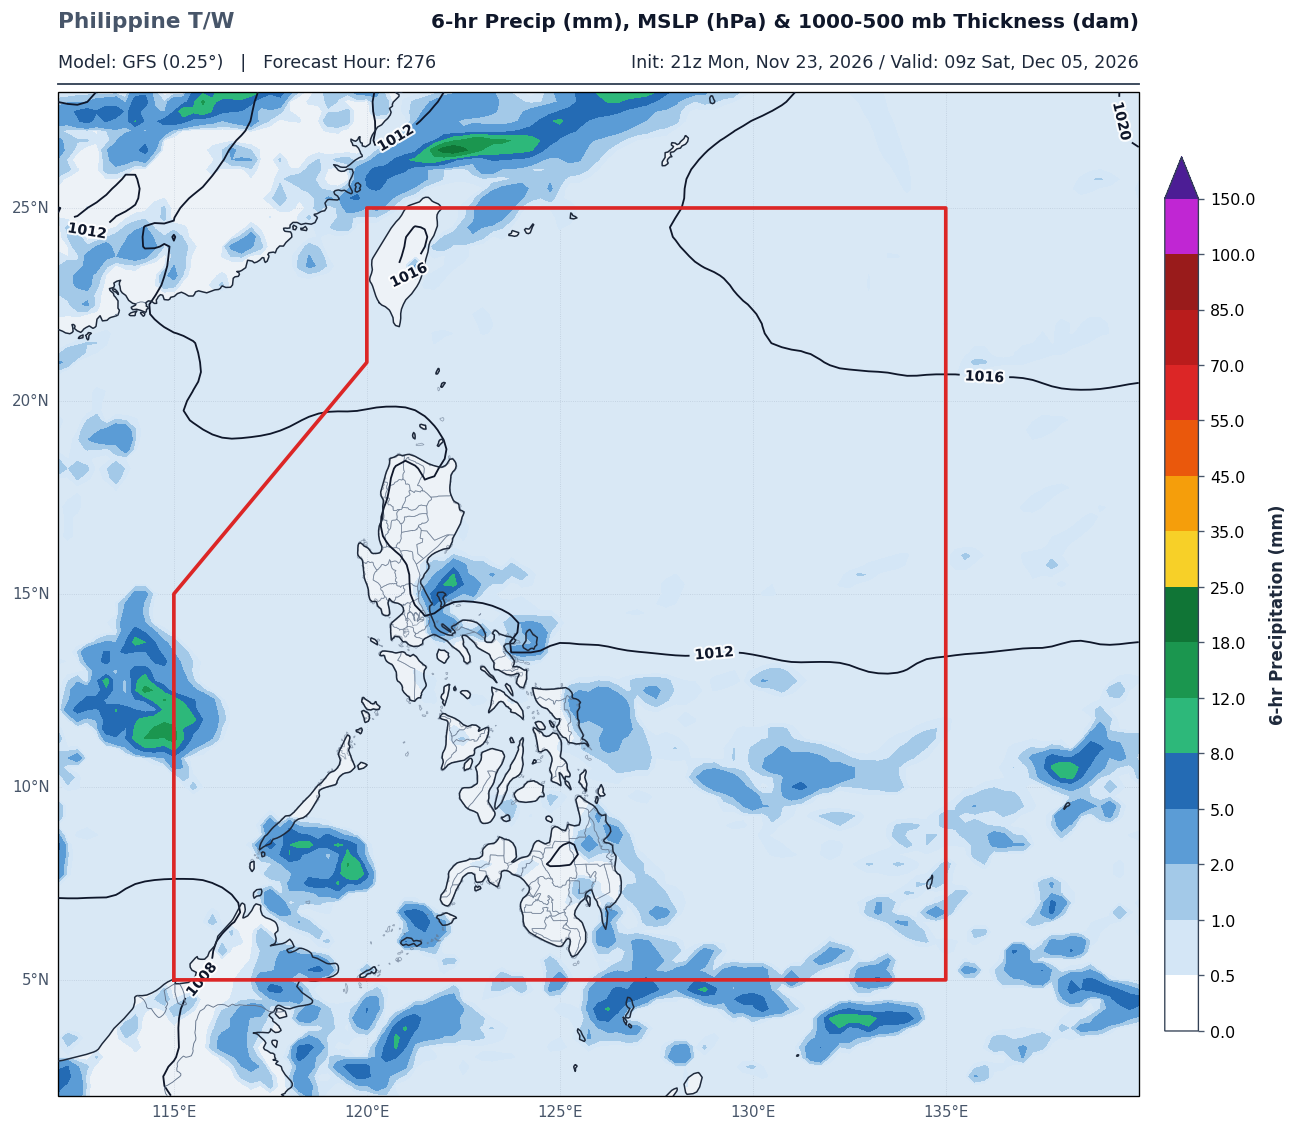 Philippine T/W
6-hr Precip (mm), MSLP (hPa) & 1000-500 mb Thickness (dam)
Model: GFS (0.25°)   |   Forecast Hour: f276
Init: 21z Mon, Nov 23, 2026 / Valid: 09z Sat, Dec 05, 2026
1012
1020
1012
1016
1016
1012
1008
25°N
20°N
15°N
10°N
5°N
115°E
120°E
125°E
130°E
135°E
150.0
100.0
85.0
70.0
55.0
45.0
35.0
25.0
18.0
12.0
8.0
5.0
2.0
1.0
0.5
0.0
6-hr Precipitation (mm)